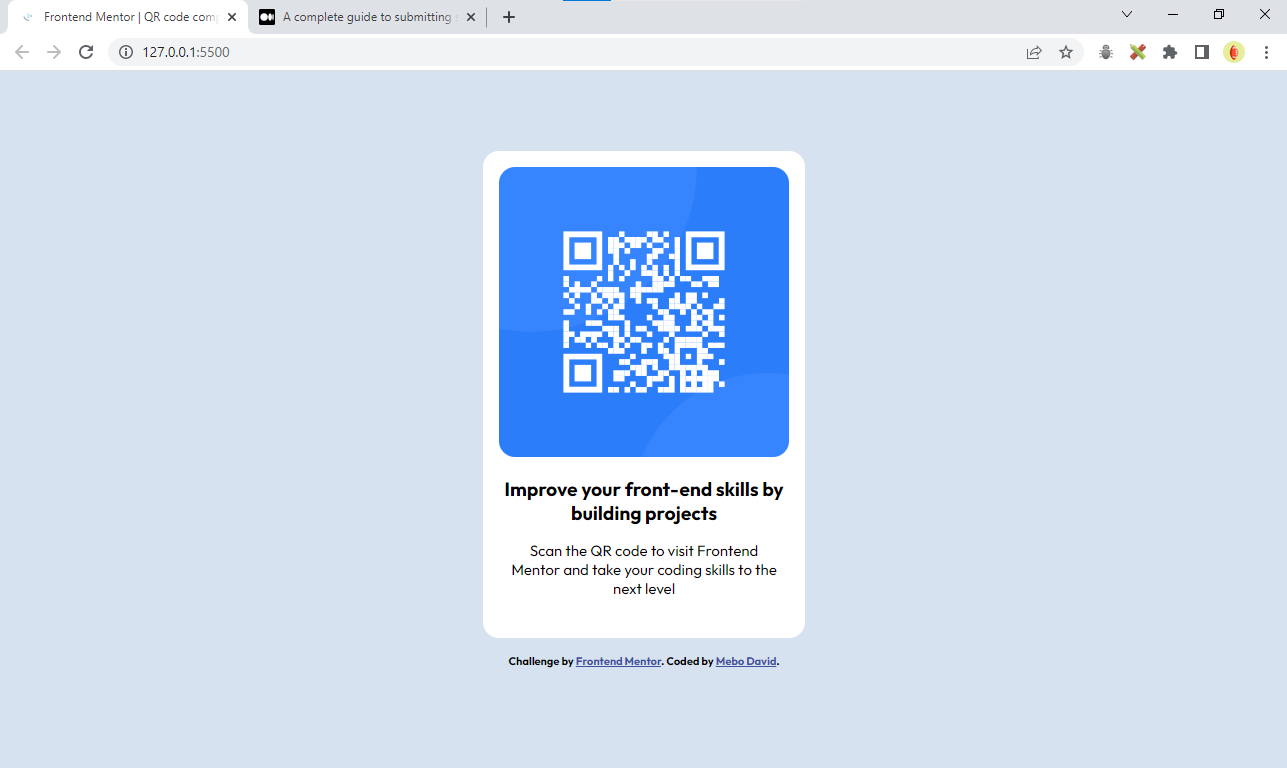 Frontend Mentor | QR code com
A complete guide to submitting
127.0.0.1:5500
Improve your front-end skills by
building projects
Scan the QR code to visit Frontend
Mentor and take your coding skills to the
next level
Challenge by Frontend Mentor. Coded by Mebo David.